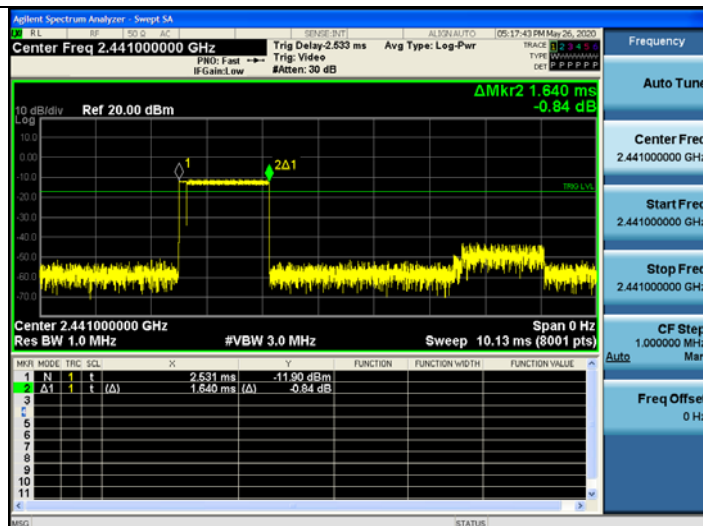 Agilent Spectrum Analyzer - Swept SA
RL RF 50 Ω AC SENSE:INT ALIGN AUTO 05:17:43 PM May 26, 2020
Center Freq 2.441000000 GHz
PNO: Fast
IFGain:Low
Trig Delay-2.533 ms
Trig: Video
#Atten: 30 dB
Avg Type: Log-Pwr
TRACE 1 2 3 4 5 6
TYPE WWWWWW
DET P P P P P P
ΔMkr2 1.640 ms
-0.84 dB
10 dB/div Ref 20.00 dBm
Log
10.0
0.00
-10.0
-20.0
-30.0
-40.0
-50.0
-60.0
-70.0
1
2Δ1
TRIG LVL
Center 2.441000000 GHz Span 0 Hz
Res BW 1.0 MHz #VBW 3.0 MHz Sweep 10.13 ms (8001 pts)
MKR MODE TRC SCL X Y FUNCTION FUNCTION WIDTH FUNCTION VALUE
1 N 1 t 2.531 ms -11.90 dBm
2 Δ1 1 t (Δ) 1.640 ms (Δ) -0.84 dB
3
4
5
6
7
8
9
10
11
MSG STATUS
Frequency
Auto Tune
Center Freq
2.441000000 GHz
Start Freq
2.441000000 GHz
Stop Freq
2.441000000 GHz
CF Step
1.000000 MHz
Auto Man
Freq Offset
0 Hz